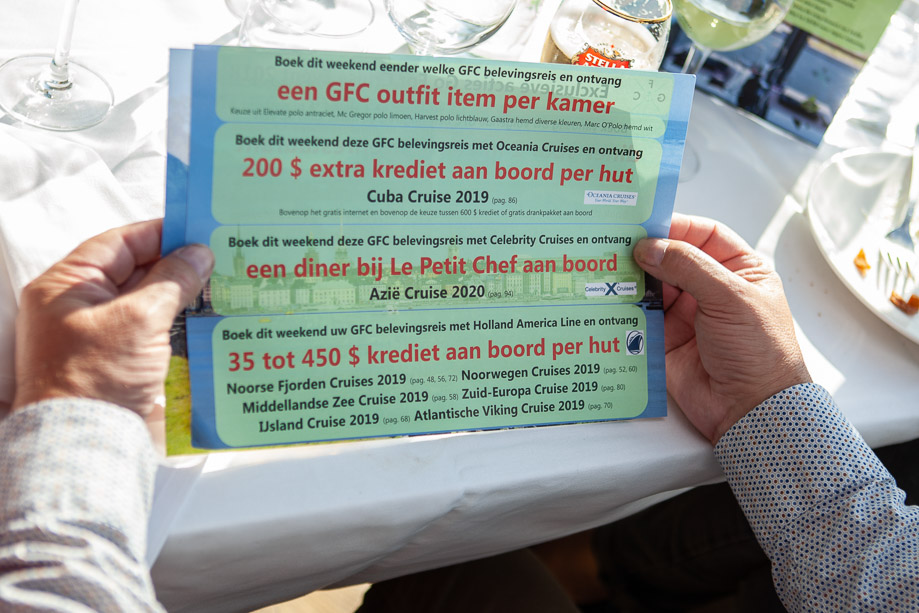 Boek dit weekend eender welke GFC belevingsreis en ontvang
een GFC outfit item per kamer
Keuze uit Elevate polo antraciet, Mc Gregor polo limoen, Harvest polo lichtblauw, Gaastra hemd diverse kleuren, Marc O'Polo hemd wit
Boek dit weekend deze GFC belevingsreis met Oceania Cruises en ontvang
200 $ extra krediet aan boord per hut
Cuba Cruise 2019 (pag. 86)
OCEANIA CRUISES
Your World. Your Way.
Bovenop het gratis internet en bovenop de keuze tussen 600 $ krediet of gratis drankpakket aan boord
Boek dit weekend deze GFC belevingsreis met Celebrity Cruises en ontvang
een diner bij Le Petit Chef aan boord
Azië Cruise 2020 (pag. 94)
Celebrity X Cruises
Boek dit weekend uw GFC belevingsreis met Holland America Line en ontvang
35 tot 450 $ krediet aan boord per hut
Noorse Fjorden Cruises 2019 (pag. 48, 56, 72) Noorwegen Cruises 2019 (pag. 52, 60)
Middellandse Zee Cruise 2019 (pag. 58) Zuid-Europa Cruise 2019 (pag. 80)
IJsland Cruise 2019 (pag. 68) Atlantische Viking Cruise 2019 (pag. 70)